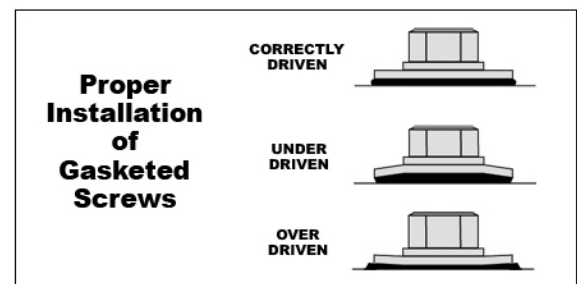 Proper
Installation
of
Gasketed
Screws
CORRECTLY
DRIVEN
UNDER
DRIVEN
OVER
DRIVEN